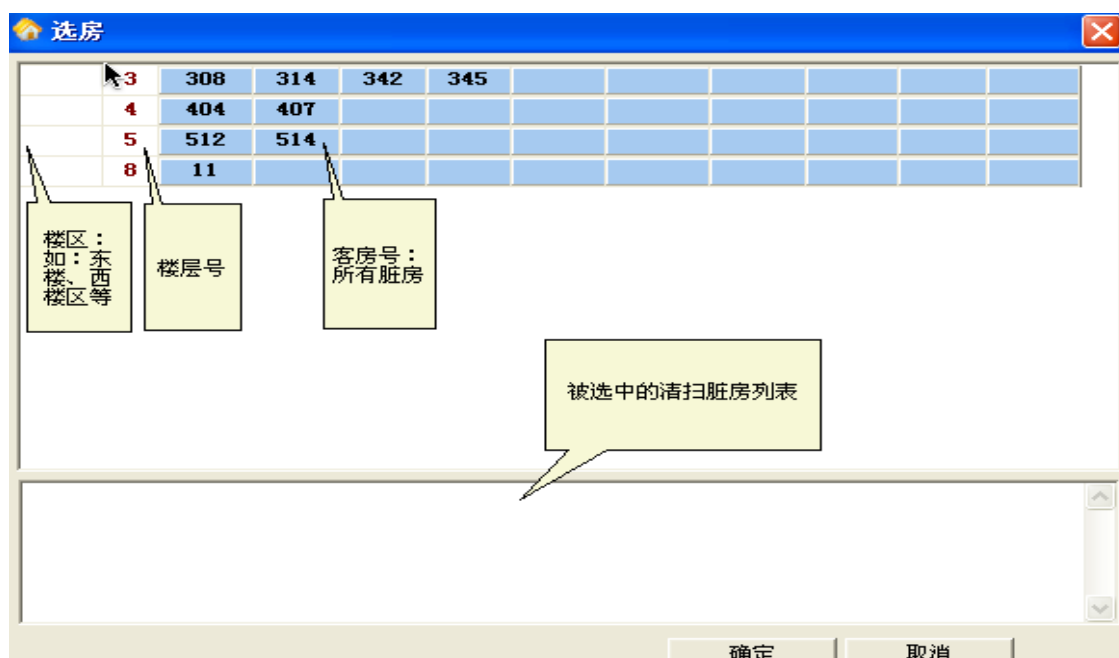 选房
3 308 314 342 345
4 404 407
5 512 514
8 11
楼区：
如：东
楼、西
楼区等
楼层号
客房号：
所有脏房
被选中的清扫脏房列表
确定 取消